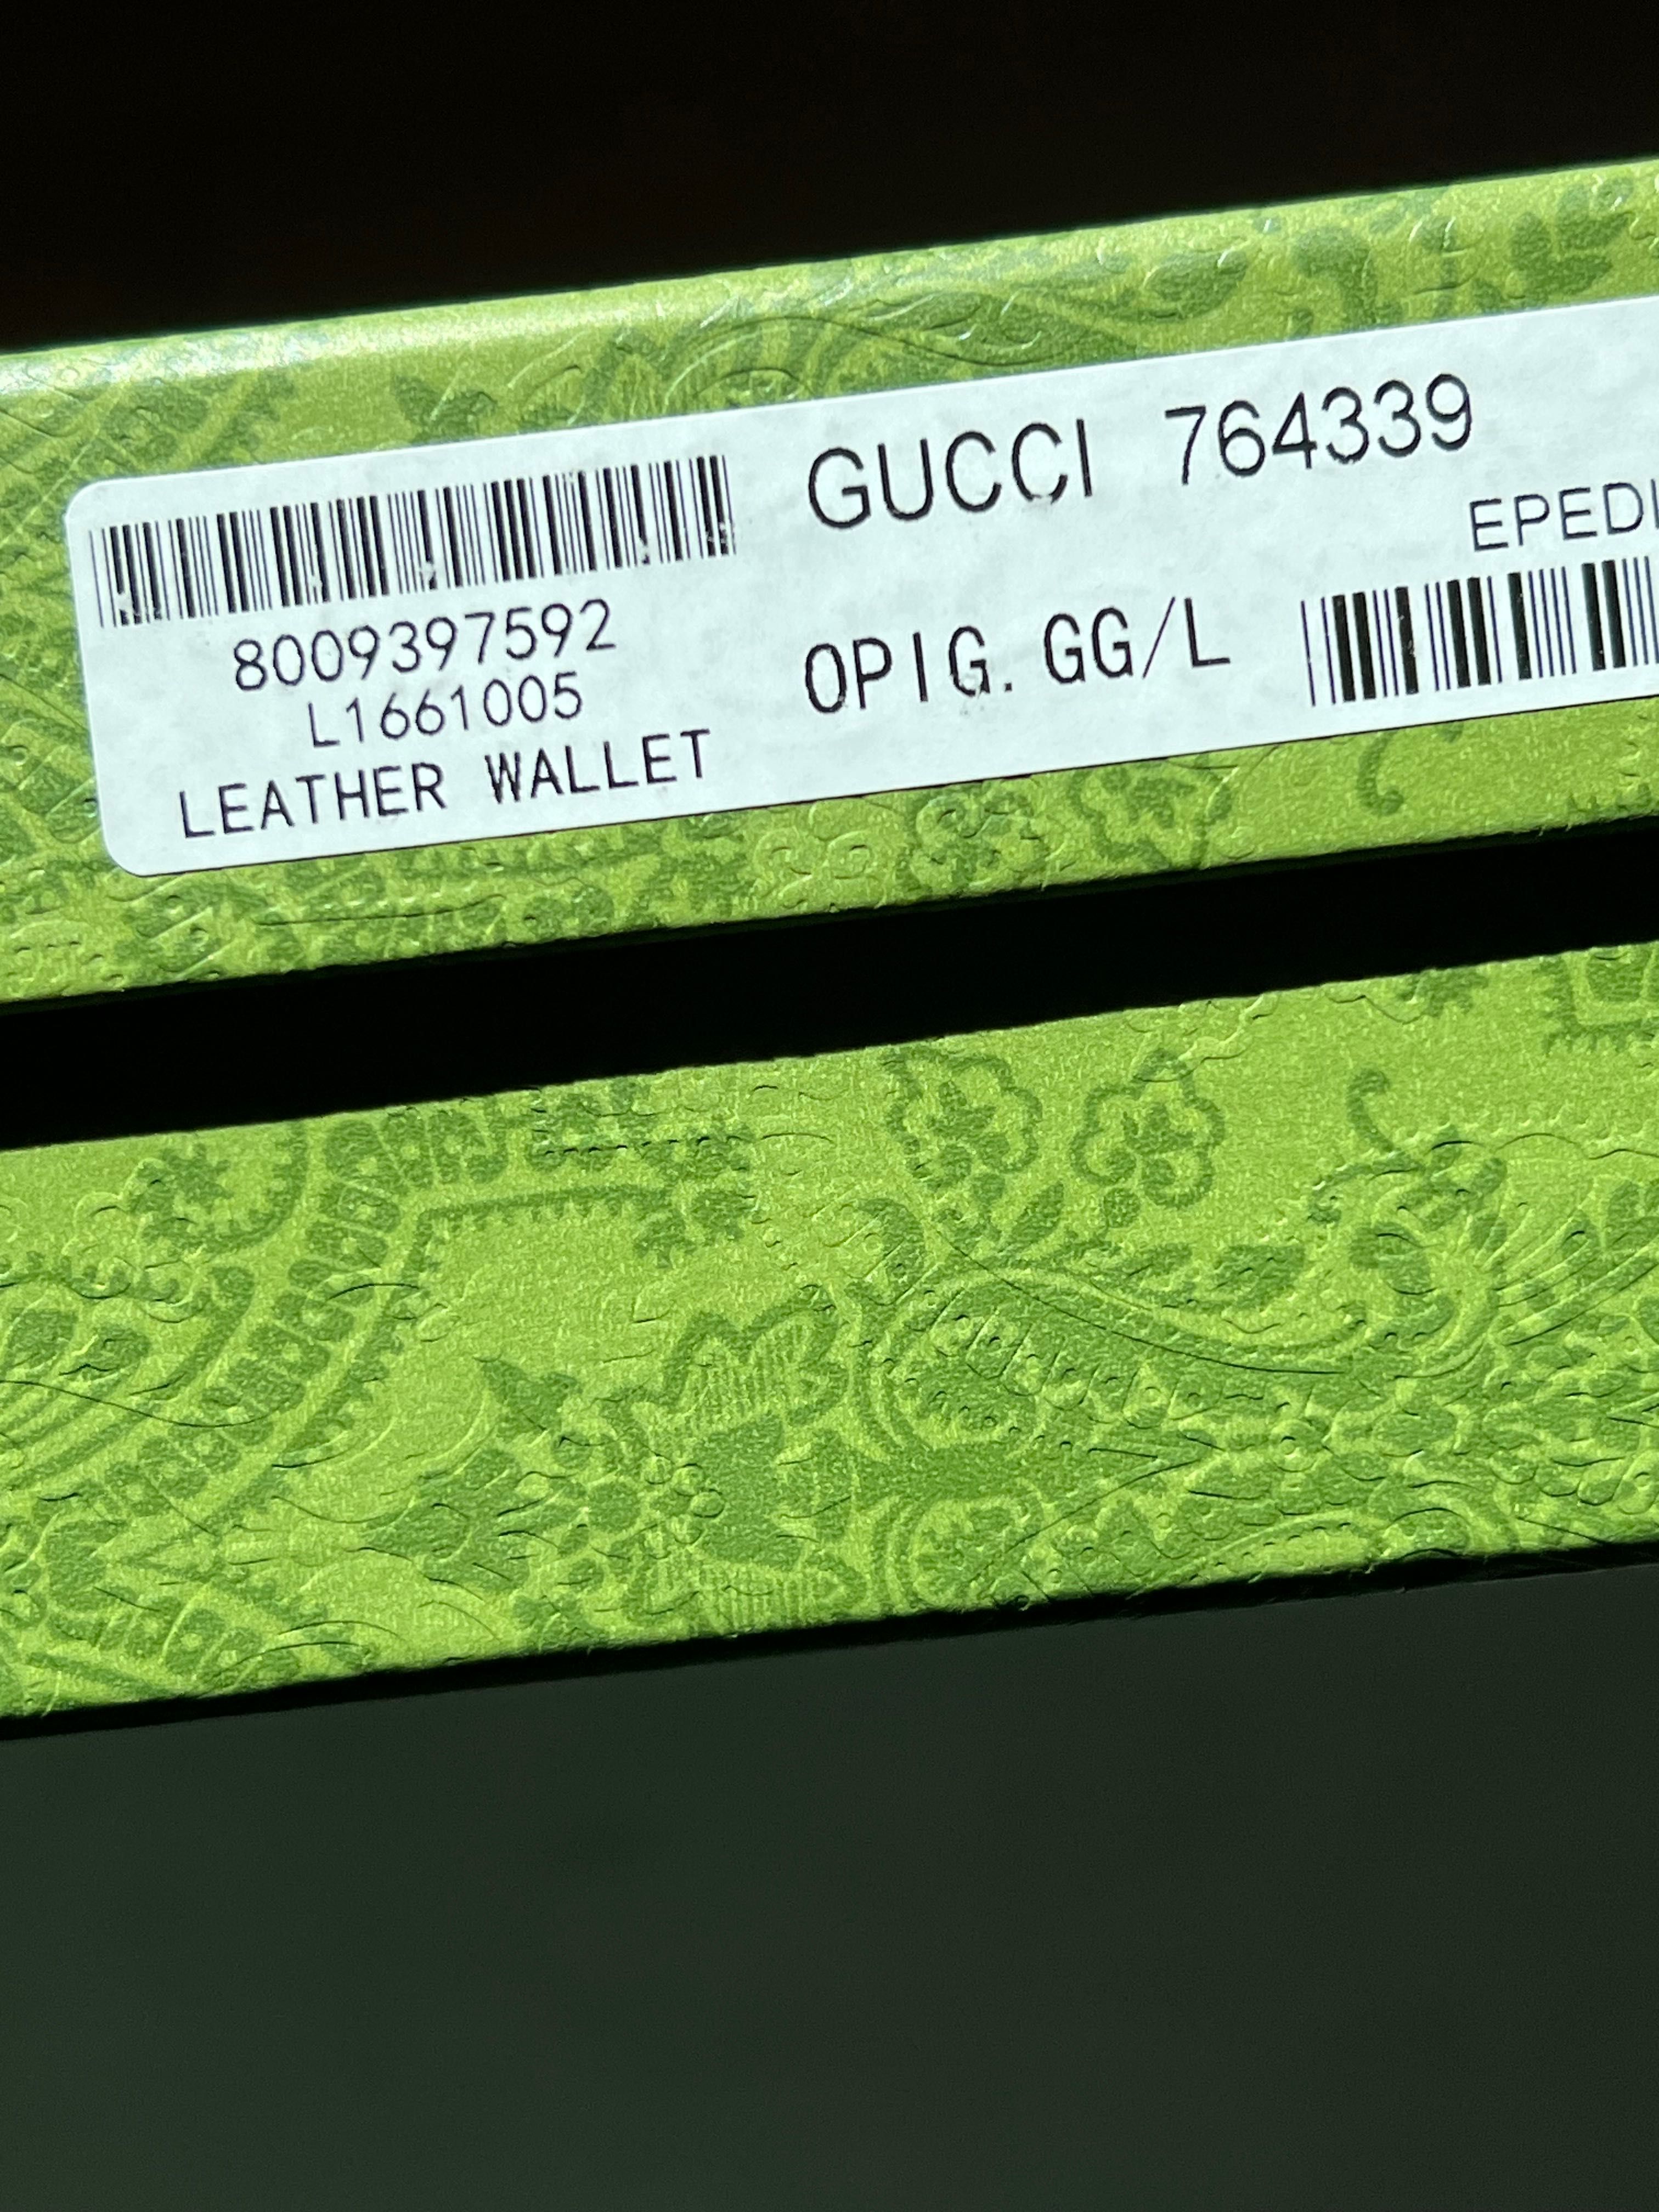 GUCCI 764339
EPEDI
8009397592
L1661005
LEATHER WALLET
OPIG. GG/L